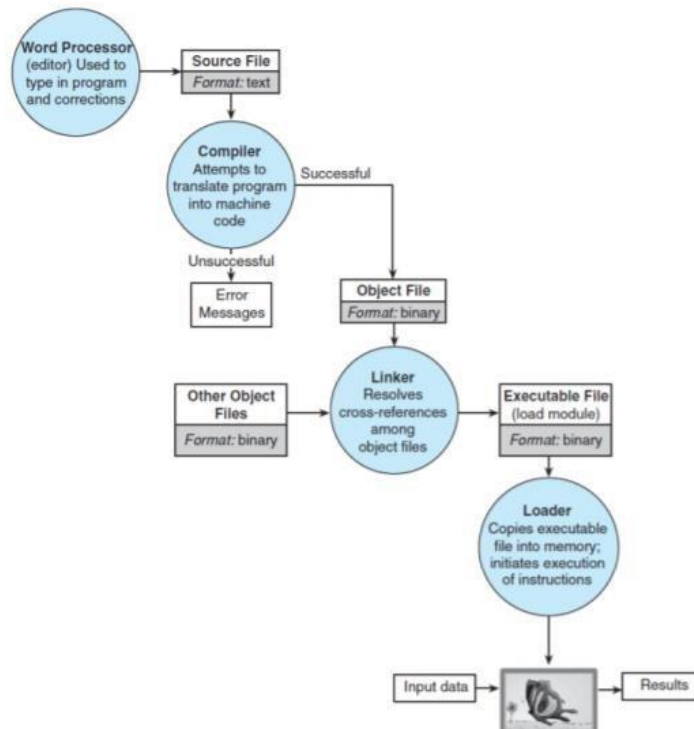 Word Processor
(editor) Used to
type in program
and corrections
Source File
Format: text
Compiler
Attempts to
translate program
into machine
code
Successful
Unsuccessful
Error
Messages
Object File
Format: binary
Other Object
Files
Format: binary
Linker
Resolves
cross-references
among
object files
Executable File
(load module)
Format: binary
Loader
Copies executable
file into memory;
initiates execution
of instructions
Input data
Results